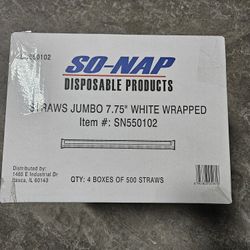 550102
SO-NAP
DISPOSABLE PRODUCTS
STRAWS JUMBO 7.75" WHITE WRAPPED
Item #: SN550102
Distributed by:
1465 E Industrial Dr
Itasca, IL 60143
QTY: 4 BOXES OF 500 STRAWS